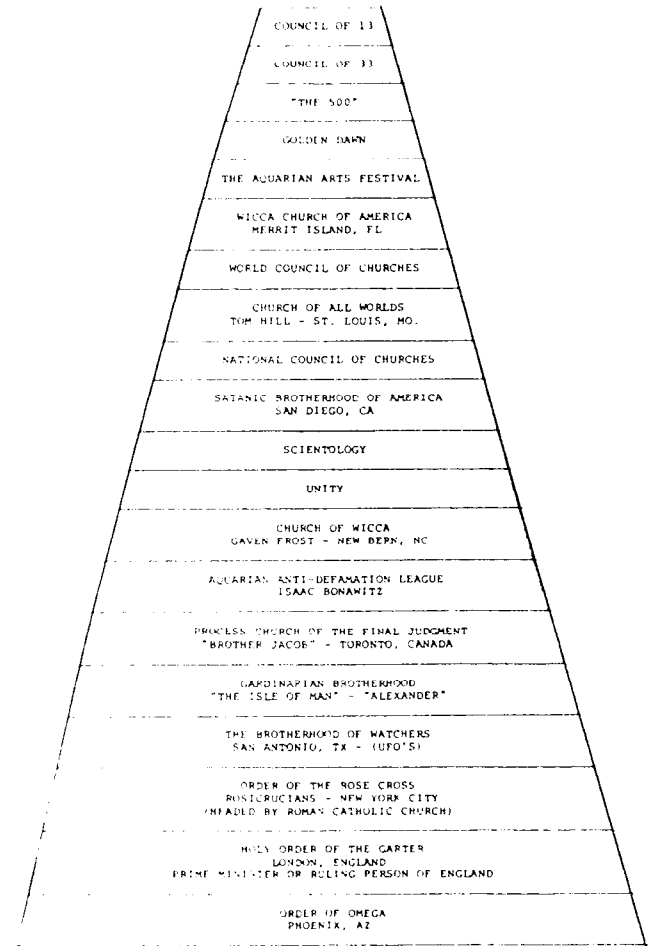 COUNCIL OF 13
COUNCIL OF 33
"THE 500"
GOLDEN DAWN
THE AQUARIAN ARTS FESTIVAL
WICCA CHURCH OF AMERICA
MERRIT ISLAND, FL
WORLD COUNCIL OF CHURCHES
CHURCH OF ALL WORLDS
TOM HILL - ST. LOUIS, MO.
NATIONAL COUNCIL OF CHURCHES
SATANIC BROTHERHOOD OF AMERICA
SAN DIEGO, CA
SCIENTOLOGY
UNITY
CHURCH OF WICCA
GAVEN FROST - NEW BERN, NC
AQUARIAN ANTI-DEFAMATION LEAGUE
ISAAC BONAWITZ
PROCESS CHURCH OF THE FINAL JUDGMENT
"BROTHER JACOB" - TORONTO, CANADA
GARDINARIAN BROTHERHOOD
"THE ISLE OF MAN" - "ALEXANDER"
THE BROTHERHOOD OF WATCHERS
SAN ANTONIO, TX - (UFO'S)
ORDER OF THE ROSE CROSS
ROSICRUCIANS - NEW YORK CITY
(HEADED BY ROMAN CATHOLIC CHURCH)
HOLY ORDER OF THE GARTER
LONDON, ENGLAND
PRIME MINISTER OR RULING PERSON OF ENGLAND
ORDER OF OMEGA
PHOENIX, AZ